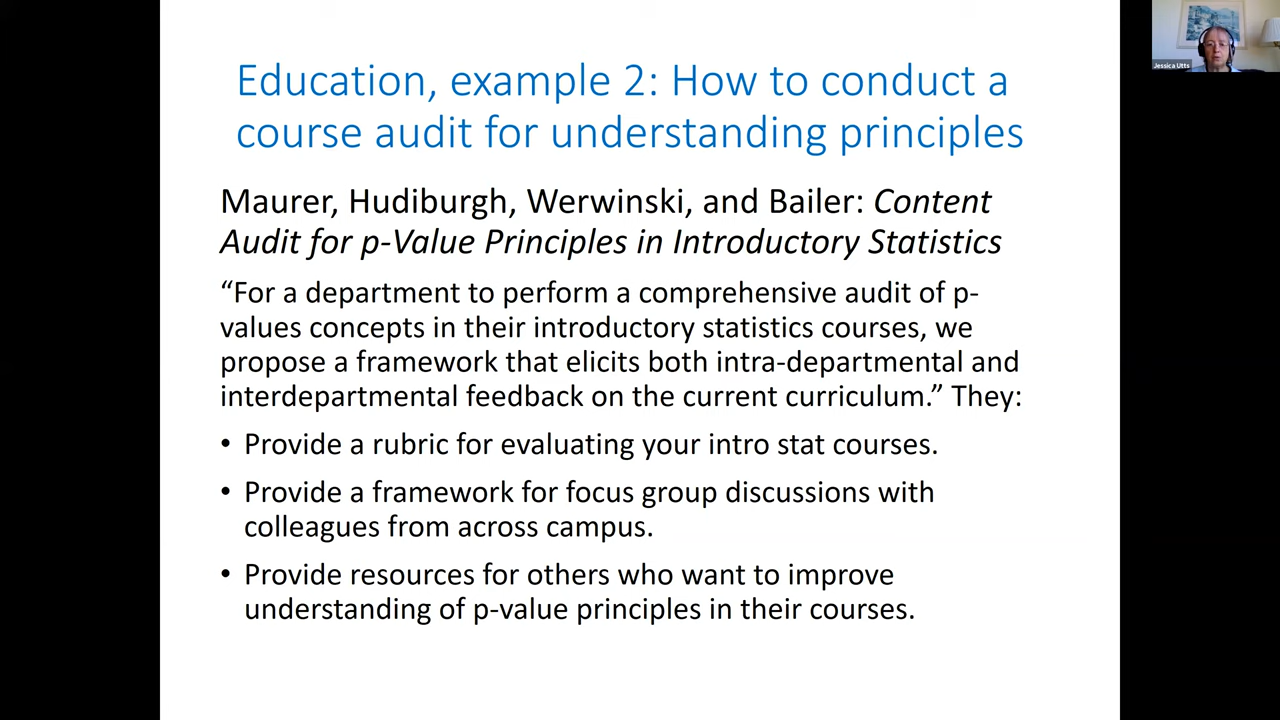 Education, example 2: How to conduct a
course audit for understanding principles
Maurer, Hudiburgh, Werwinski, and Bailer: Content
Audit for p-Value Principles in Introductory Statistics
“For a department to perform a comprehensive audit of p-
values concepts in their introductory statistics courses, we
propose a framework that elicits both intra-departmental and
interdepartmental feedback on the current curriculum.” They:
• Provide a rubric for evaluating your intro stat courses.
• Provide a framework for focus group discussions with
colleagues from across campus.
• Provide resources for others who want to improve
understanding of p-value principles in their courses.
Jessica Utts